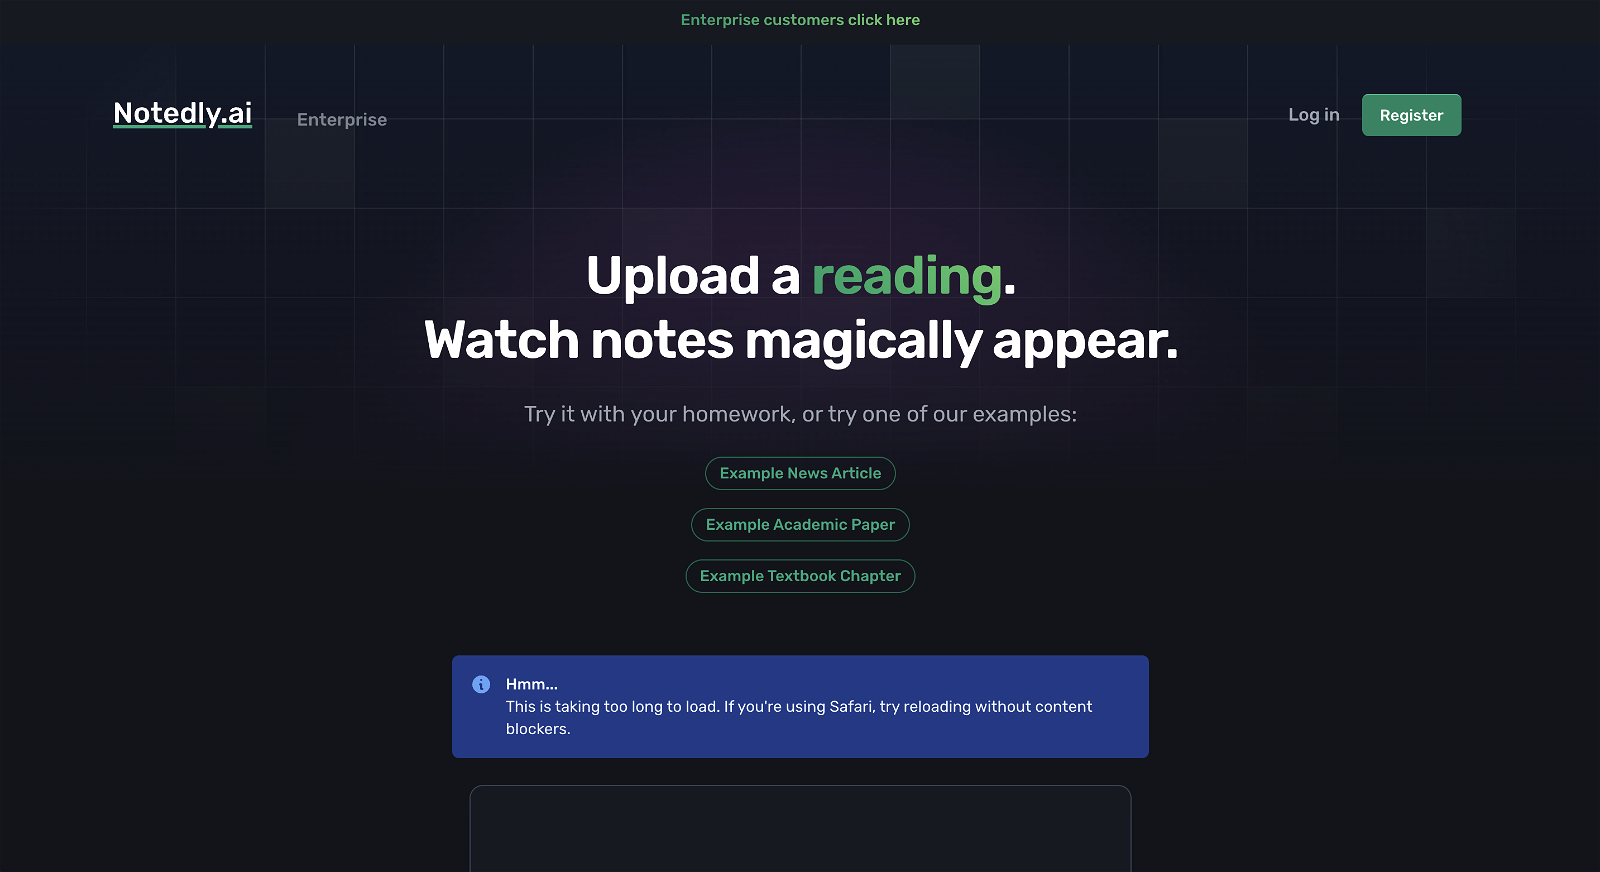 Enterprise customers click here
Notedly.ai
Enterprise
Log in
Register
Upload a reading.
Watch notes magically appear.
Try it with your homework, or try one of our examples:
Example News Article
Example Academic Paper
Example Textbook Chapter
Hmm...
This is taking too long to load. If you're using Safari, try reloading without content
blockers.